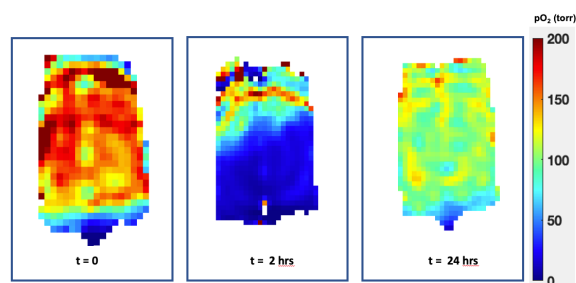 pO₂ (torr)
200
150
100
50
0
t = 0
t = 2 hrs
t = 24 hrs